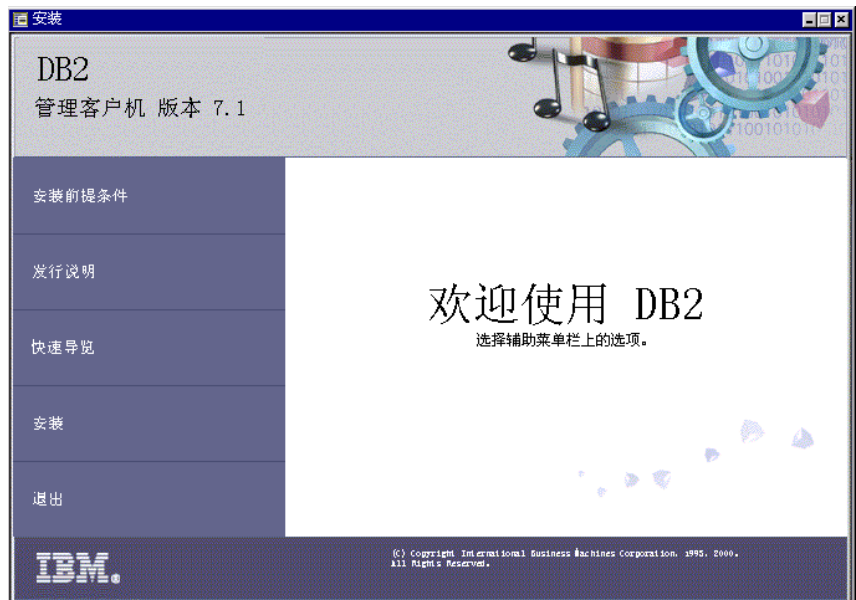 安装
DB2
管理客户机 版本 7.1
安装前提条件
发行说明
快速导览
安装
退出
欢迎使用 DB2
选择辅助菜单栏上的选项。
IBM®
(C) Copyright International Business Machines Corporation. 1995. 2000.
All Rights Reserved.